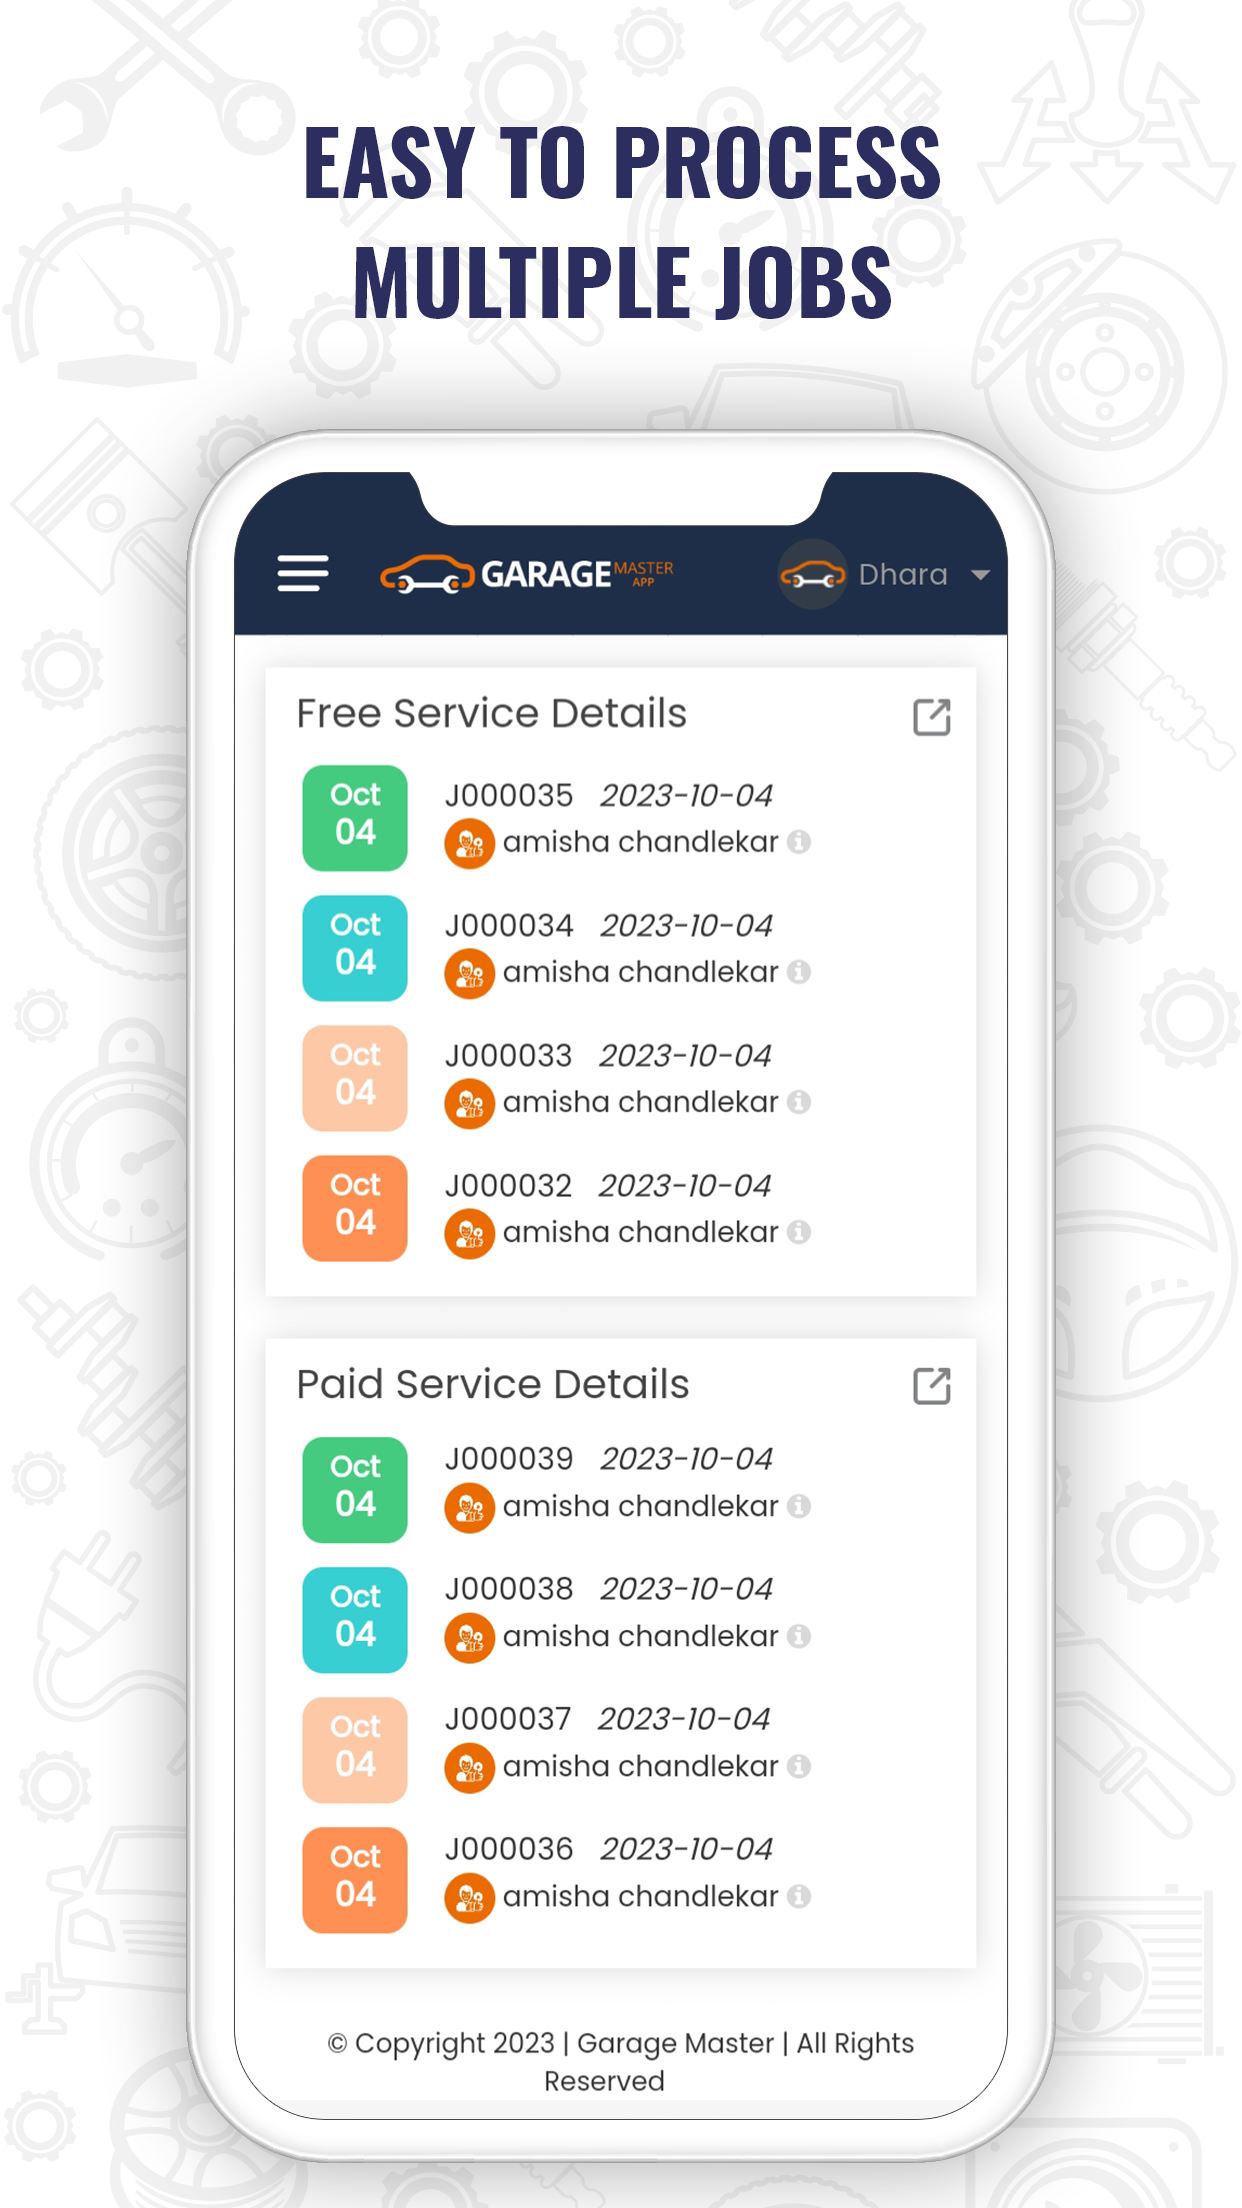 EASY TO PROCESS
MULTIPLE JOBS
GARAGE MASTER APP
Dhara
Free Service Details
Oct 04
J000035 2023-10-04
amisha chandlekar
Oct 04
J000034 2023-10-04
amisha chandlekar
Oct 04
J000033 2023-10-04
amisha chandlekar
Oct 04
J000032 2023-10-04
amisha chandlekar
Paid Service Details
Oct 04
J000039 2023-10-04
amisha chandlekar
Oct 04
J000038 2023-10-04
amisha chandlekar
Oct 04
J000037 2023-10-04
amisha chandlekar
Oct 04
J000036 2023-10-04
amisha chandlekar
© Copyright 2023 | Garage Master | All Rights
Reserved